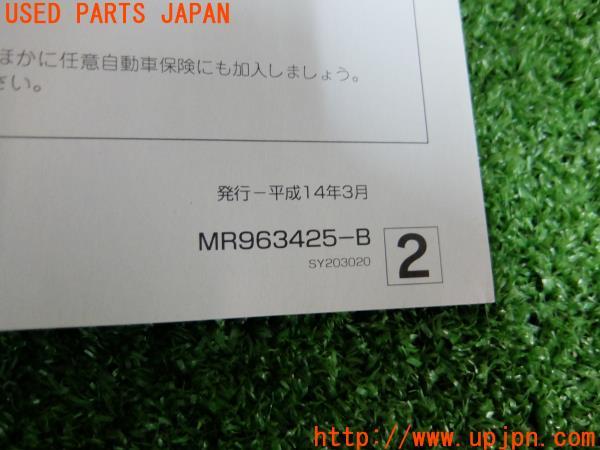 USED PARTS JAPAN
ほかに任意自動車保険にも加入しましょう。
さい。
発行－平成14年3月
MR963425-B
SY203020
2
http://www.upjpn.com/